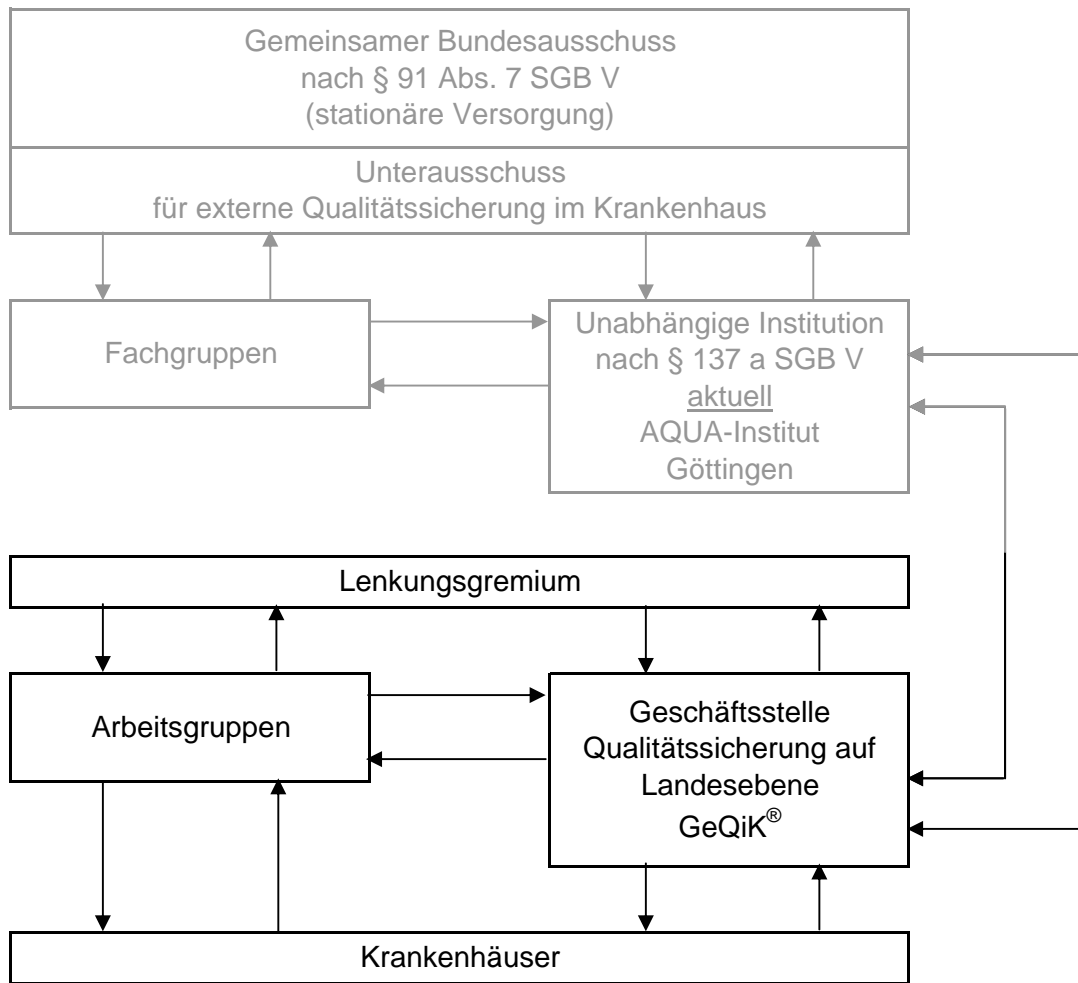 Gemeinsamer Bundesausschuss
nach § 91 Abs. 7 SGB V
(stationäre Versorgung)
Unterausschuss
für externe Qualitätssicherung im Krankenhaus
Fachgruppen
Unabhängige Institution
nach § 137 a SGB V
aktuell
AQUA-Institut
Göttingen
Lenkungsgremium
Arbeitsgruppen
Geschäftsstelle
Qualitätssicherung auf
Landesebene
GeQiK®
Krankenhäuser